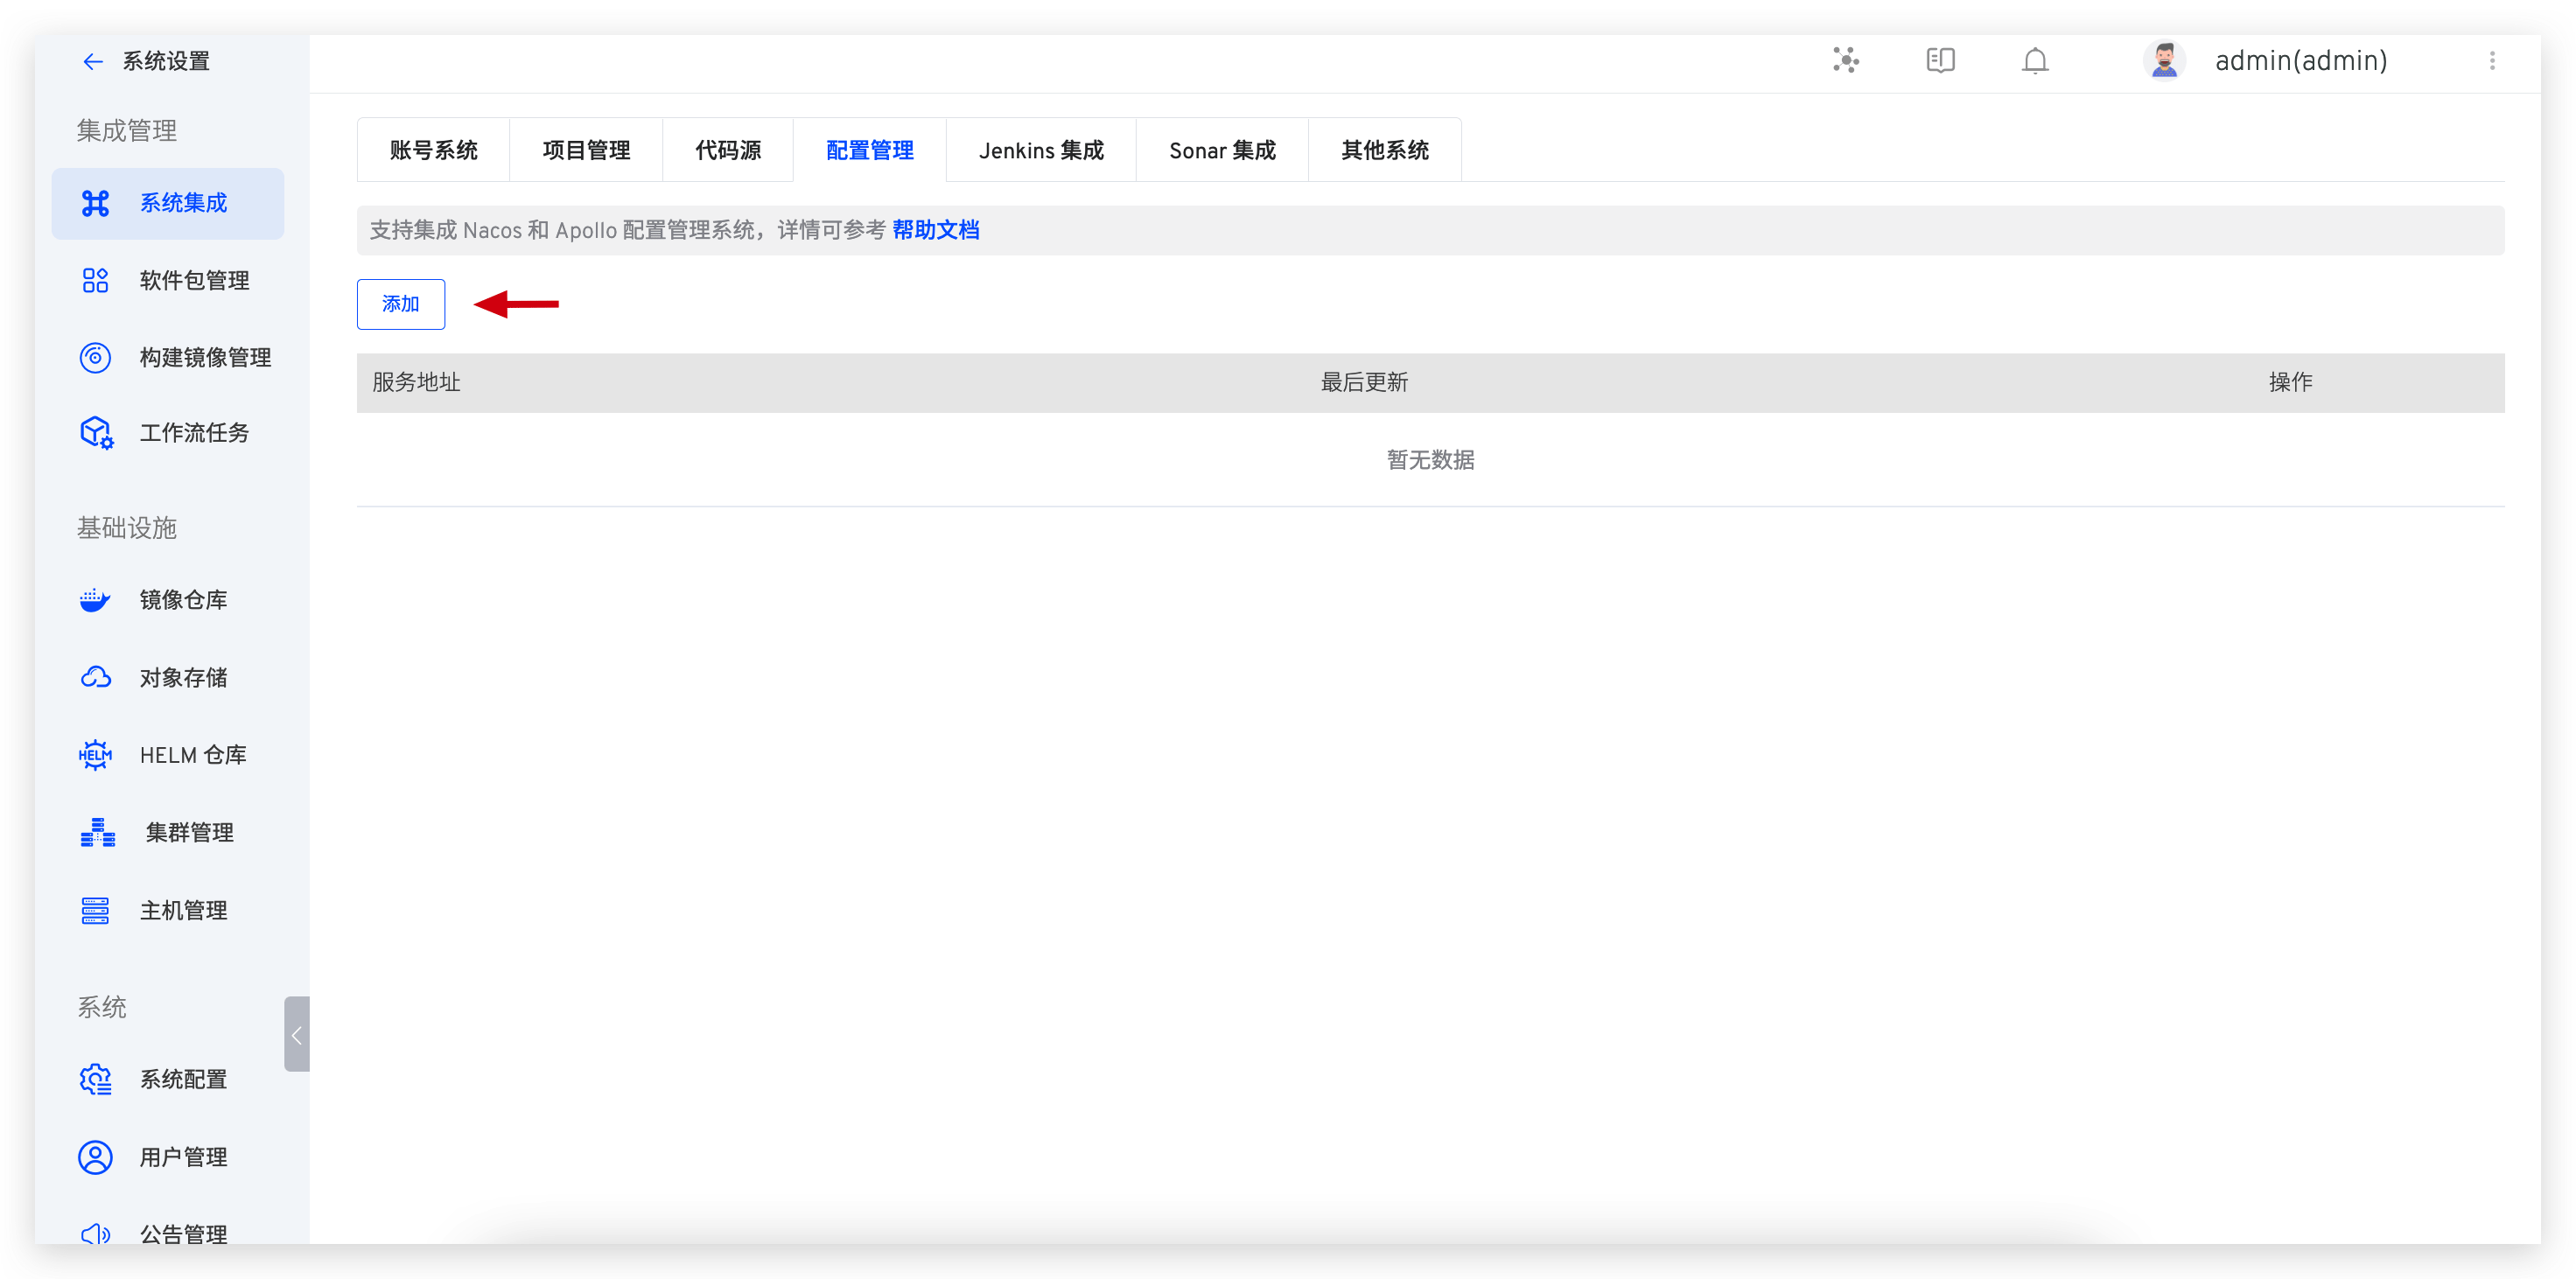 系统设置
admin(admin)
集成管理
系统集成
软件包管理
构建镜像管理
工作流任务
基础设施
镜像仓库
对象存储
HELM
HELM 仓库
集群管理
主机管理
系统
系统配置
用户管理
公告管理
账号系统 项目管理 代码源 配置管理 Jenkins 集成 Sonar 集成 其他系统
支持集成 Nacos 和 Apollo 配置管理系统，详情可参考 帮助文档
添加
服务地址 最后更新 操作
暂无数据